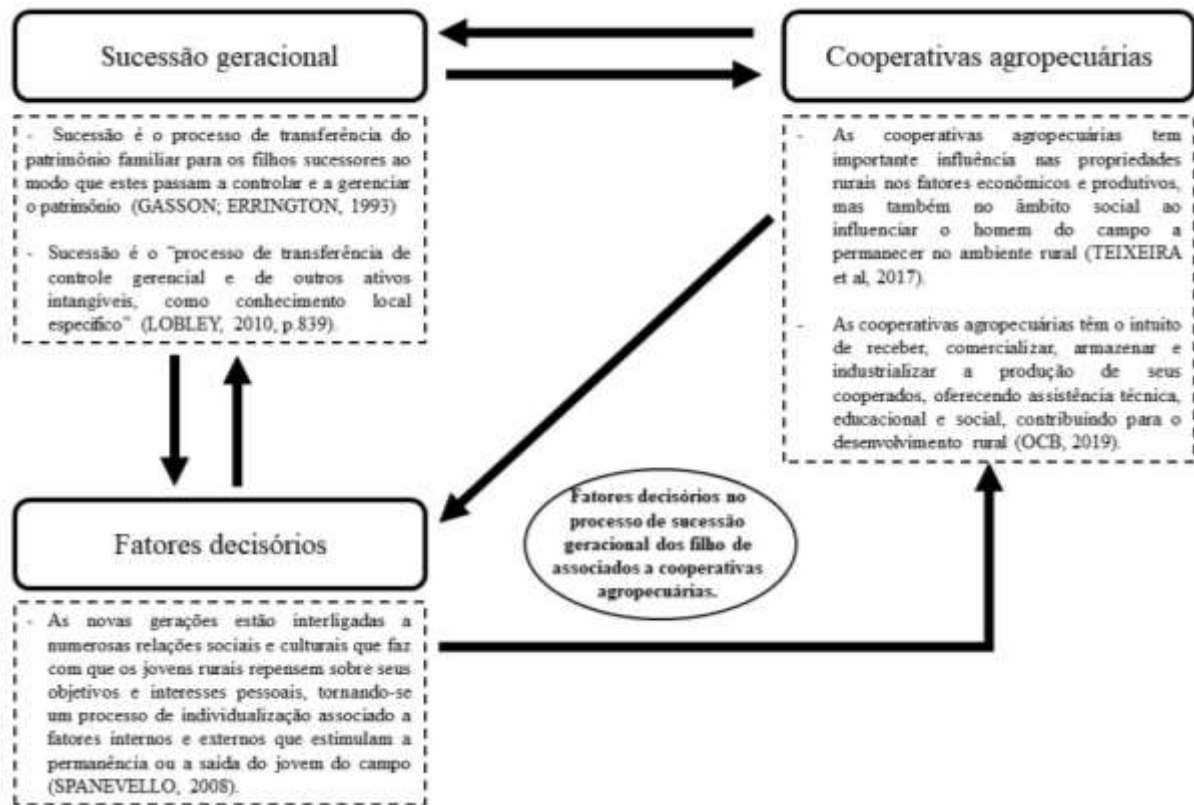 Sucessão geracional
- Sucessão é o processo de transferência do
patrimônio familiar para os filhos sucessores ao
modo que estes passam a controlar e a gerenciar
o patrimônio (GASSON; ERRINGTON, 1993)
- Sucessão é o "processo de transferência de
controle gerencial e de outros ativos
intangíveis, como conhecimento local
específico" (LOBLEY, 2010, p.839).
Cooperativas agropecuárias
- As cooperativas agropecuárias tem
importante influência nas propriedades
rurais nos fatores econômicos e produtivos,
mas também no âmbito social ao
influenciar o homem do campo a
permanecer no ambiente rural (TEIXEIRA
et al, 2017).
- As cooperativas agropecuárias têm o intuito
de receber, comercializar, armazenar e
industrializar a produção de seus
cooperados, oferecendo assistência técnica,
educacional e social, contribuindo para o
desenvolvimento rural (OCB, 2019).
Fatores decisórios
- As novas gerações estão interligadas a
numerosas relações sociais e culturais que faz
com que os jovens rurais repensem sobre seus
objetivos e interesses pessoais, tornando-se
um processo de individualização associado a
fatores internos e externos que estimulam a
permanência ou a saída do jovem do campo
(SPANEVELLO, 2008).
Fatores decisórios no
processo de sucessão
geracional dos filho de
associados a cooperativas
agropecuárias.